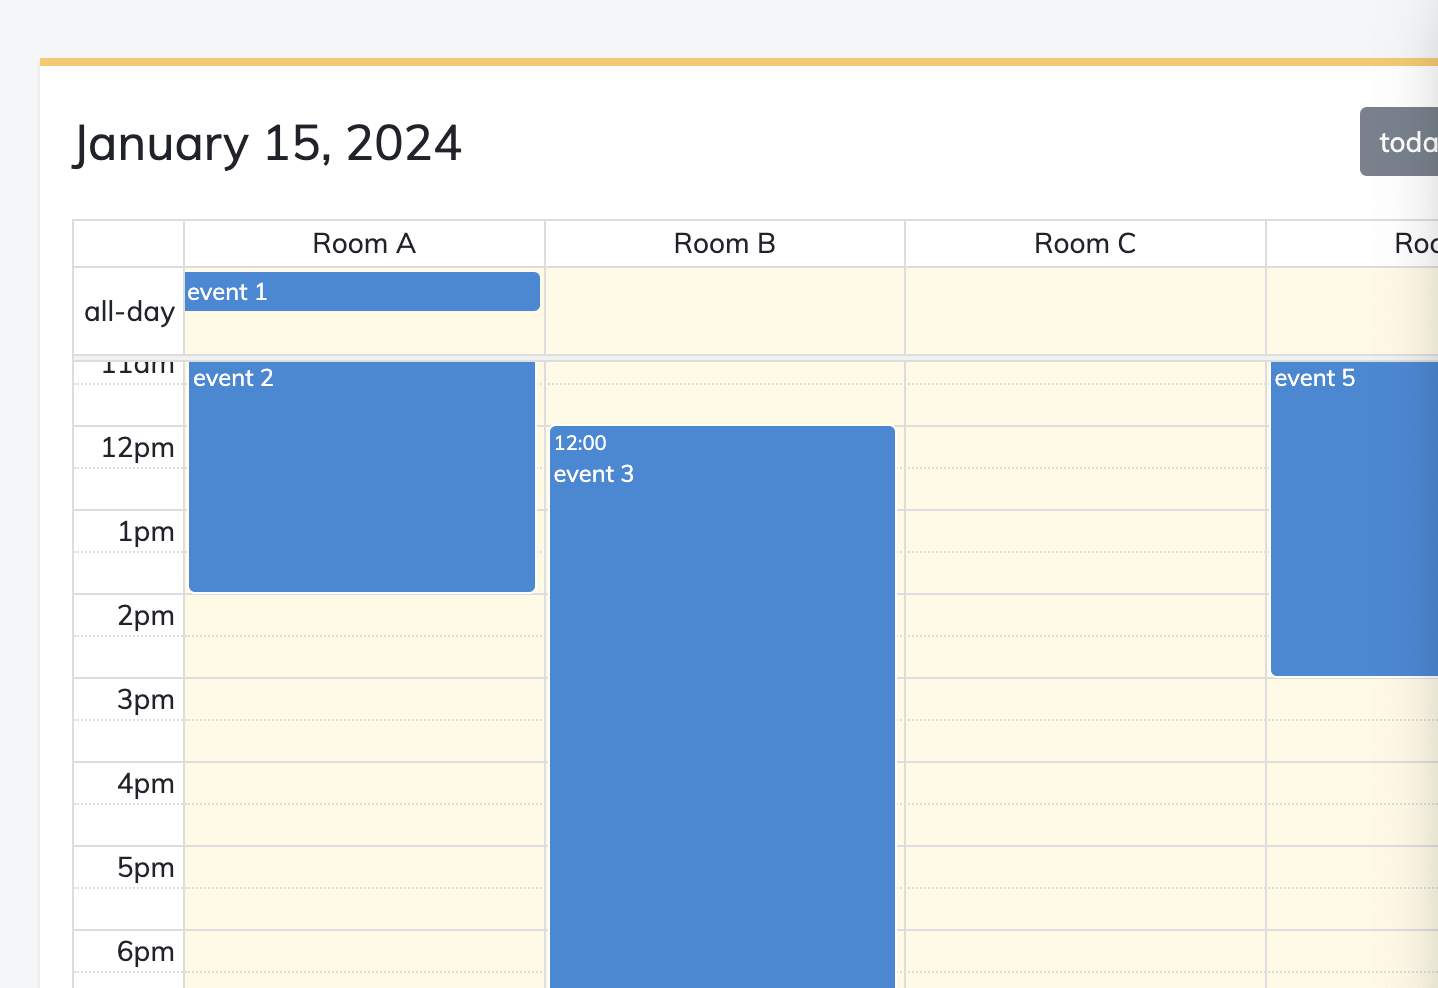 January 15, 2024
toda
Room A
Room B
Room C
Roo
all-day
event 1
11am
event 2
event 5
12pm
12:00
event 3
1pm
2pm
3pm
4pm
5pm
6pm